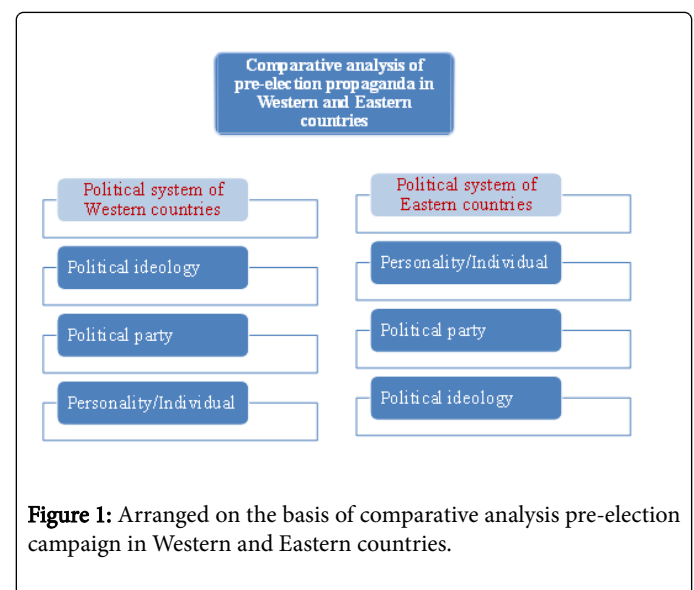 Comparative analysis of
pre-election propaganda in
Western and Eastern
countries
Political system of
Western countries
Political ideology
Political party
Personality/Individual
Political system of
Eastern countries
Personality/Individual
Political party
Political ideology
Figure 1: Arranged on the basis of comparative analysis pre-election
campaign in Western and Eastern countries.